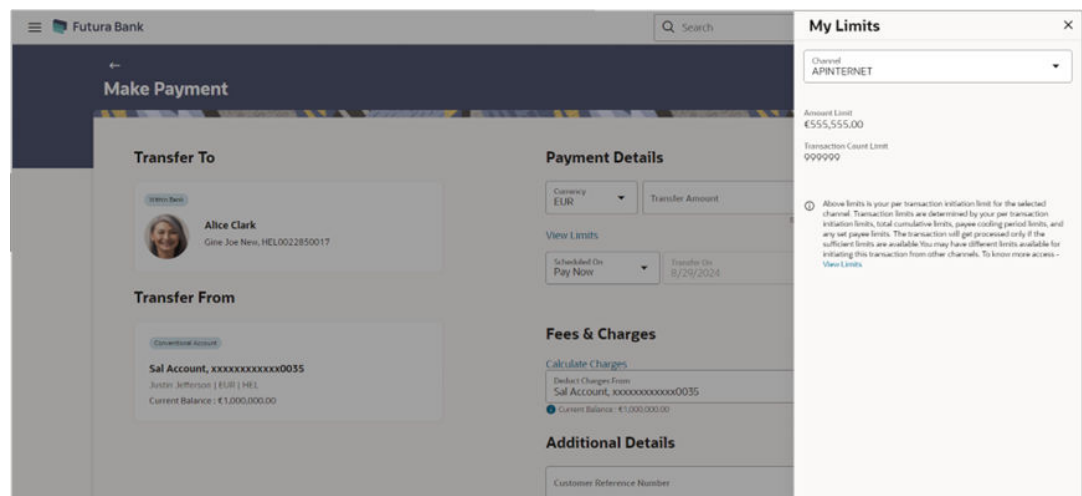 Futura Bank
Search
Make Payment
Transfer To
Within Bank
Alice Clark
Gine Joe New, HEL0022850017
Transfer From
Conventional Account
Sal Account, xxxxxxxxxxxx0035
Justin Jefferson | EUR | HEL
Current Balance : €1,000,000.00
Payment Details
Currency
EUR
Transfer Amount
View Limits
Scheduled On
Pay Now
Transfer On
8/29/2024
Fees & Charges
Calculate Charges
Deduct Charges From
Sal Account, xxxxxxxxxxxx0035
Current Balance: €1,000,000.00
Additional Details
Customer Reference Number
My Limits
Channel
APINTERNET
Amount Limit
€555,555.00
Transaction Count Limit
999999
Above limits is your per transaction initiation limit for the selected
channel. Transaction limits are determined by your per transaction
initiation limits, total cumulative limits, payee cooling period limits, and
any set payee limits. The transaction will get processed only if the
sufficient limits are available.You may have different limits available for
initiating this transaction from other channels. To know more access -
View Limits